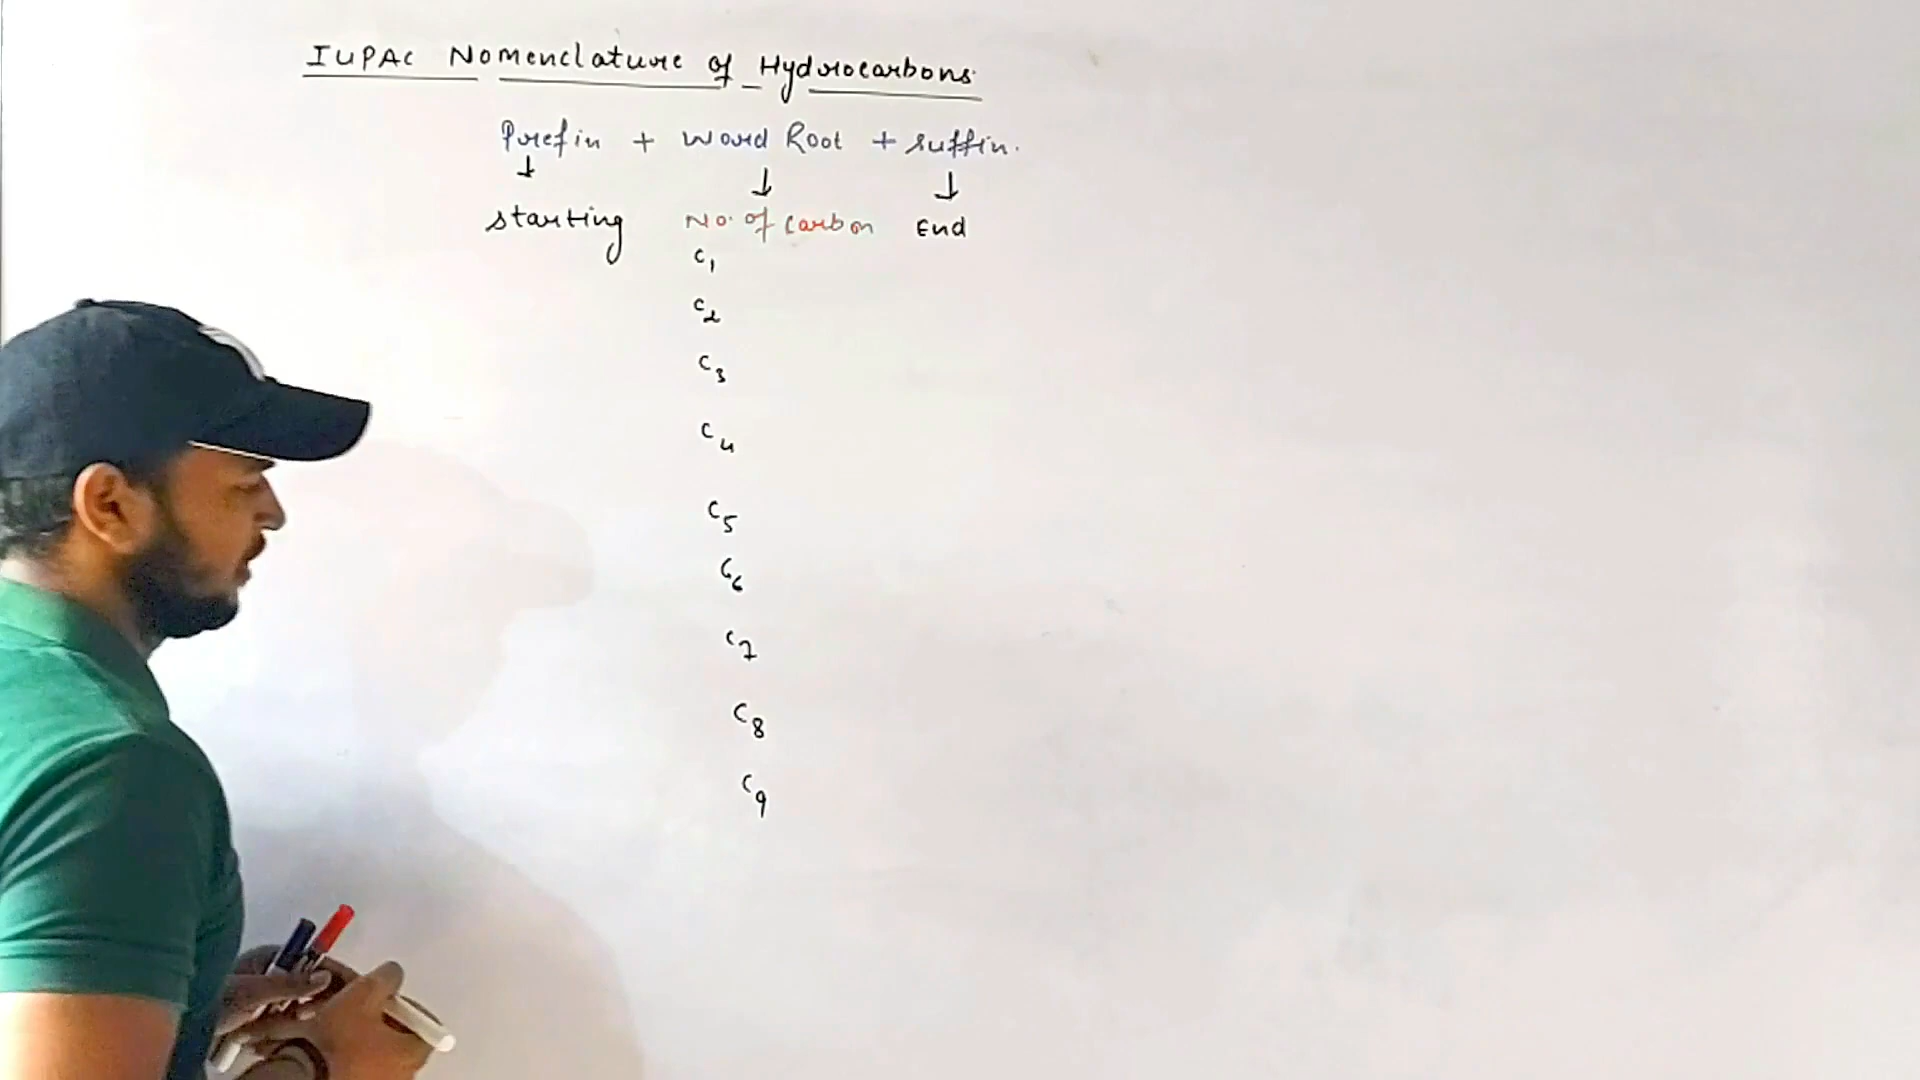 IUPAC Nomenclature of Hydrocarbons
Prefix + Word Root + suffix.
↓ ↓ ↓
starting No. of carbon End
C1
C2
C3
C4
C5
C6
C7
C8
C9